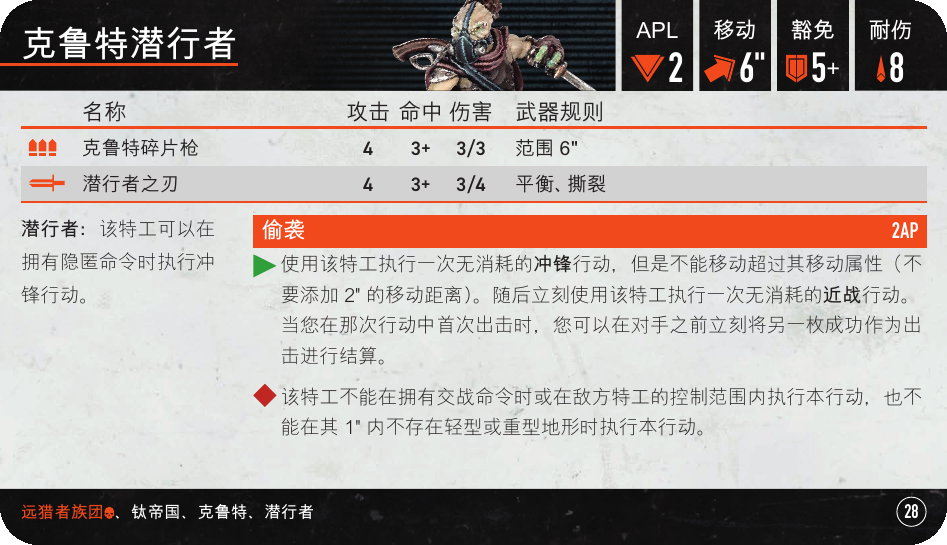 克鲁特潜行者
APL 移动 豁免 耐伤
2 6" 5+ 8
名称 攻击 命中 伤害 武器规则
克鲁特碎片枪 4 3+ 3/3 范围 6"
潜行者之刃 4 3+ 3/4 平衡、撕裂
潜行者：该特工可以在
拥有隐匿命令时执行冲
锋行动。
偷袭 2AP
使用该特工执行一次无消耗的冲锋行动，但是不能移动超过其移动属性（不
要添加 2" 的移动距离）。随后立刻使用该特工执行一次无消耗的近战行动。
当您在那次行动中首次出击时，您可以在对手之前立刻将另一枚成功作为出
击进行结算。
该特工不能在拥有交战命令时或在敌方特工的控制范围内执行本行动，也不
能在其 1" 内不存在轻型或重型地形时执行本行动。
远猎者族团、钛帝国、克鲁特、潜行者
28